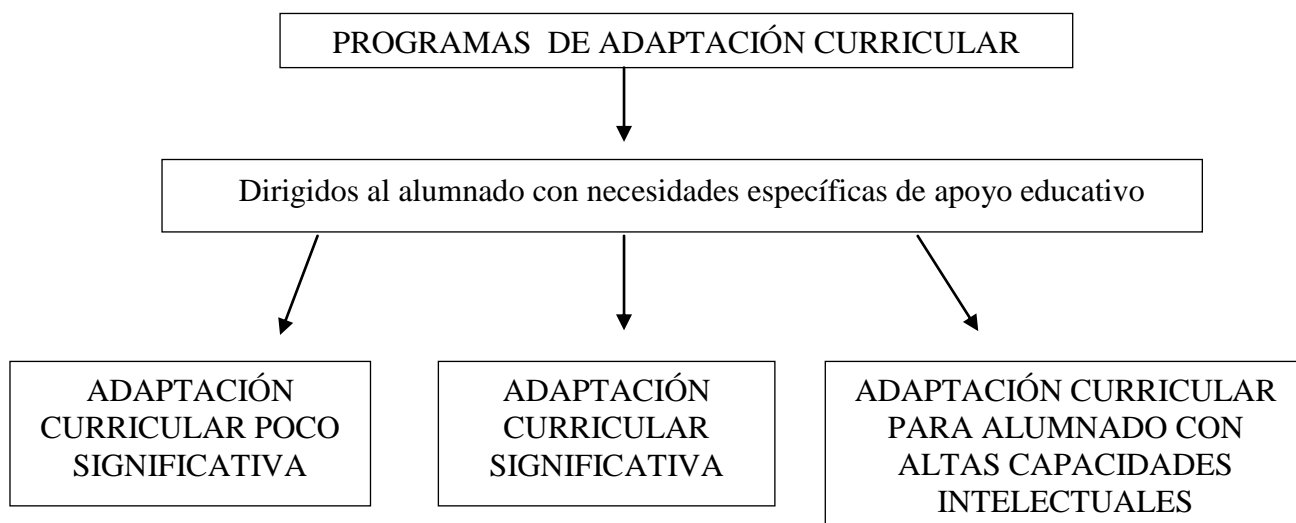 PROGRAMAS DE ADAPTACIÓN CURRICULAR
Dirigidos al alumnado con necesidades específicas de apoyo educativo
ADAPTACIÓN
CURRICULAR POCO
SIGNIFICATIVA
ADAPTACIÓN
CURRICULAR
SIGNIFICATIVA
ADAPTACIÓN CURRICULAR
PARA ALUMNADO CON
ALTAS CAPACIDADES
INTELECTUALES